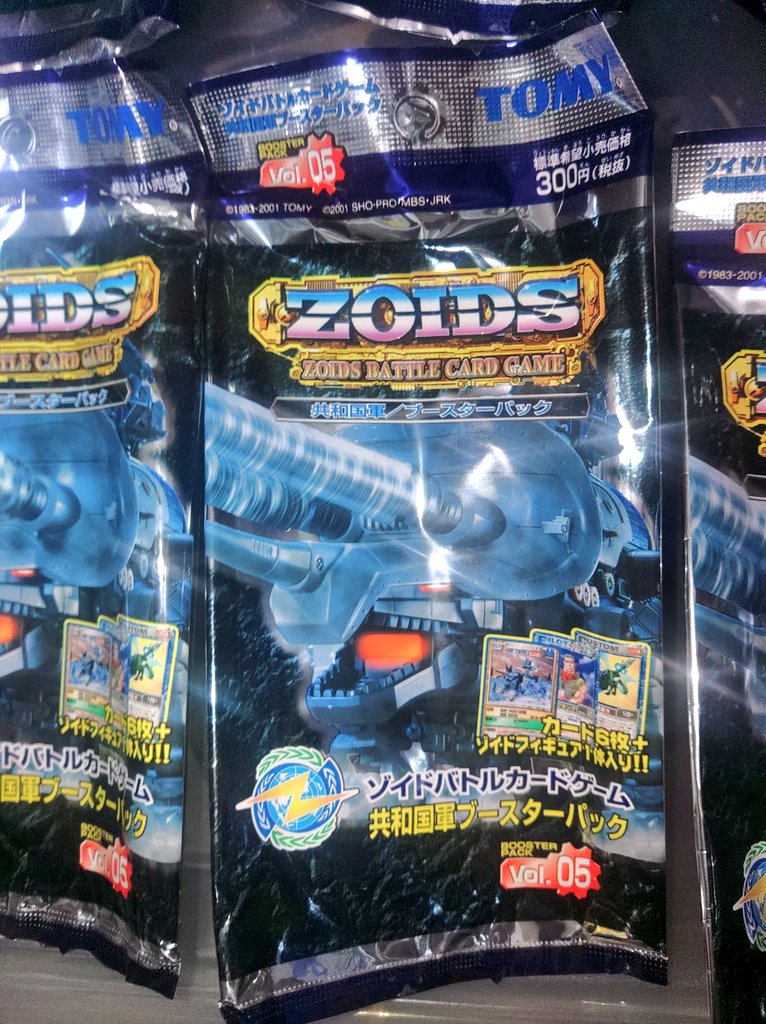 TOMY
ゾイドバトルカードゲーム
共和国軍ブースターパック
TOMY
BOOSTER PACK
Vol.05
標準希望小売価格
300円(税抜)
©1983-2001 TOMY ©2001 SHO-PRO・MBS・JRK
ZOIDS
ZOIDS BATTLE CARD GAME
共和国軍/ブースターパック
カード6枚+
ゾイドフィギュア1体入り!!
ゾイドバトルカードゲーム
共和国軍ブースターパック
BOOSTER PACK
Vol.05
©1983-2001